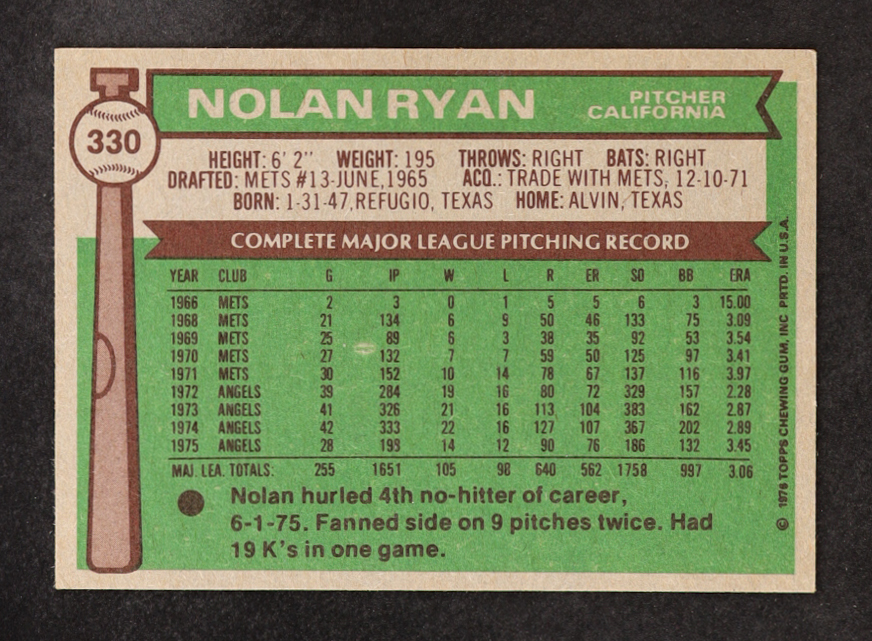 NOLAN RYAN
PITCHER
CALIFORNIA
330
HEIGHT: 6' 2" WEIGHT: 195 THROWS: RIGHT BATS: RIGHT
DRAFTED: METS #13-JUNE,1965 ACQ.: TRADE WITH METS, 12-10-71
BORN: 1-31-47, REFUGIO, TEXAS HOME: ALVIN, TEXAS
COMPLETE MAJOR LEAGUE PITCHING RECORD
YEAR CLUB G IP W L R ER SO BB ERA
1966 METS 2 3 0 1 5 5 6 3 15.00
1968 METS 21 134 6 9 50 46 133 75 3.09
1969 METS 25 89 6 3 38 35 92 53 3.54
1970 METS 27 132 7 7 59 50 125 97 3.41
1971 METS 30 152 10 14 78 67 137 116 3.97
1972 ANGELS 39 284 19 16 80 72 329 157 2.28
1973 ANGELS 41 326 21 16 113 104 383 162 2.87
1974 ANGELS 42 333 22 16 127 107 367 202 2.89
1975 ANGELS 28 198 14 12 90 76 186 132 3.45
MAJ. LEA. TOTALS: 255 1651 105 98 640 562 1758 997 3.06
Nolan hurled 4th no-hitter of career,
6-1-75. Fanned side on 9 pitches twice. Had
19 K's in one game.
© 1976 TOPPS CHEWING GUM, INC PRTD. IN U.S.A.